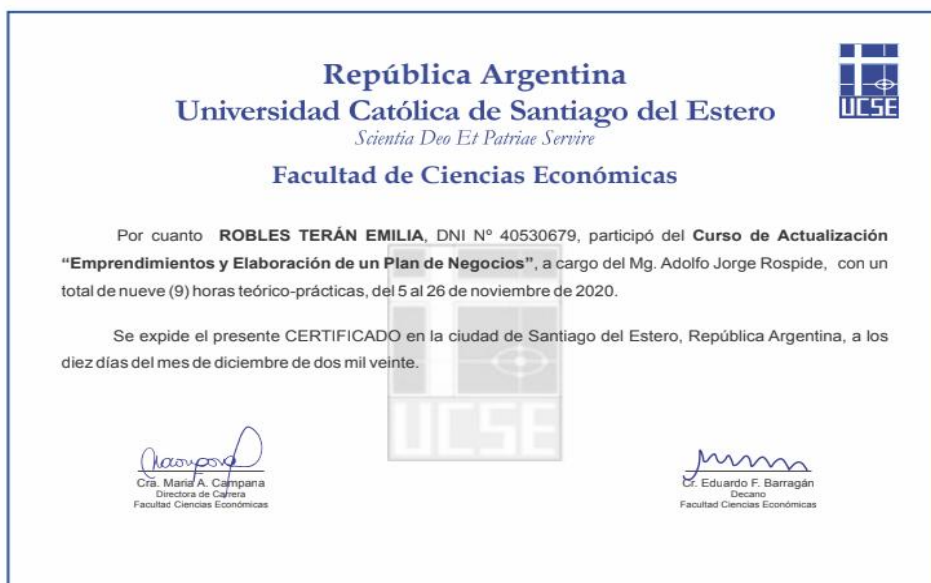 República Argentina
Universidad Católica de Santiago del Estero
Scientia Deo Et Patriae Servire
UCSE
Facultad de Ciencias Económicas
Por cuanto ROBLES TERÁN EMILIA, DNI Nº 40530679, participó del Curso de Actualización
“Emprendimientos y Elaboración de un Plan de Negocios”, a cargo del Mg. Adolfo Jorge Rospide, con un
total de nueve (9) horas teórico-prácticas, del 5 al 26 de noviembre de 2020.
Se expide el presente CERTIFICADO en la ciudad de Santiago del Estero, República Argentina, a los
diez días del mes de diciembre de dos mil veinte.
UCSE
Cra. Maria A. Campana
Directora de Carrera
Facultad Ciencias Económicas
Cr. Eduardo F. Barragán
Decano
Facultad Ciencias Económicas